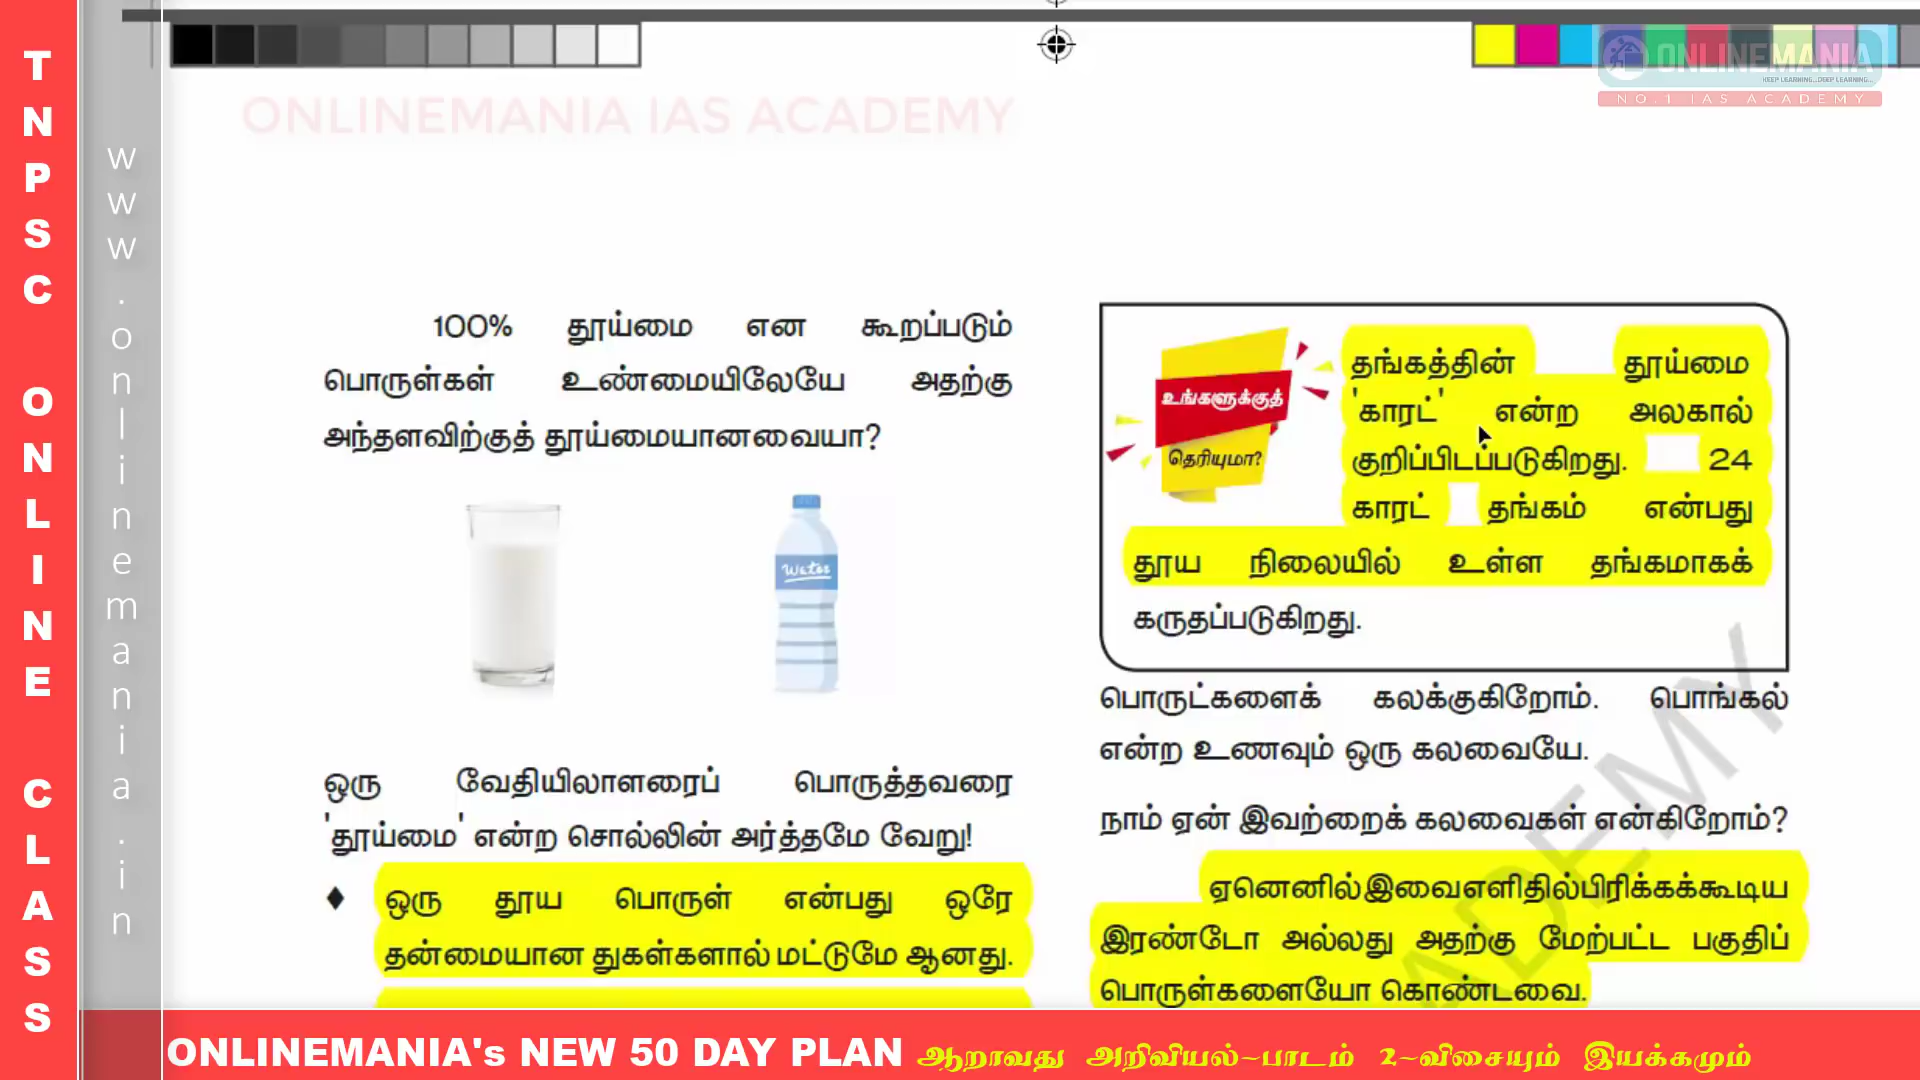 TNPSC ONLINE CLASS
www.onlinemania.in
ONLINEMANIA IAS ACADEMY
ONLINEMANIA
KEEP LEARNING...DEEP LEARNING...
NO.1 IAS ACADEMY
100% தூய்மை என கூறப்படும்
பொருள்கள் உண்மையிலேயே அதற்கு
அந்தளவிற்குத் தூய்மையானவையா?
Water
ஒரு வேதியிலாளரைப் பொருத்தவரை
'தூய்மை' என்ற சொல்லின் அர்த்தமே வேறு!
♦ ஒரு தூய பொருள் என்பது ஒரே
தன்மையான துகள்களால் மட்டுமே ஆனது.
உங்களுக்குத்
தெரியுமா?
தங்கத்தின் தூய்மை
'காரட்' என்ற அலகால்
குறிப்பிடப்படுகிறது. 24
காரட் தங்கம் என்பது
தூய நிலையில் உள்ள தங்கமாகக்
கருதப்படுகிறது.
பொருட்களைக் கலக்குகிறோம். பொங்கல்
என்ற உணவும் ஒரு கலவையே.
நாம் ஏன் இவற்றைக் கலவைகள் என்கிறோம்?
ஏனெனில்இவைஎளிதில்பிரிக்கக்கூடிய
இரண்டோ அல்லது அதற்கு மேற்பட்ட பகுதிப்
பொருள்களையோ கொண்டவை.
ADEMY
ONLINEMANIA's NEW 50 DAY PLAN ஆறாவது அறிவியல்-பாடம் 2-விசையும் இயக்கமும்